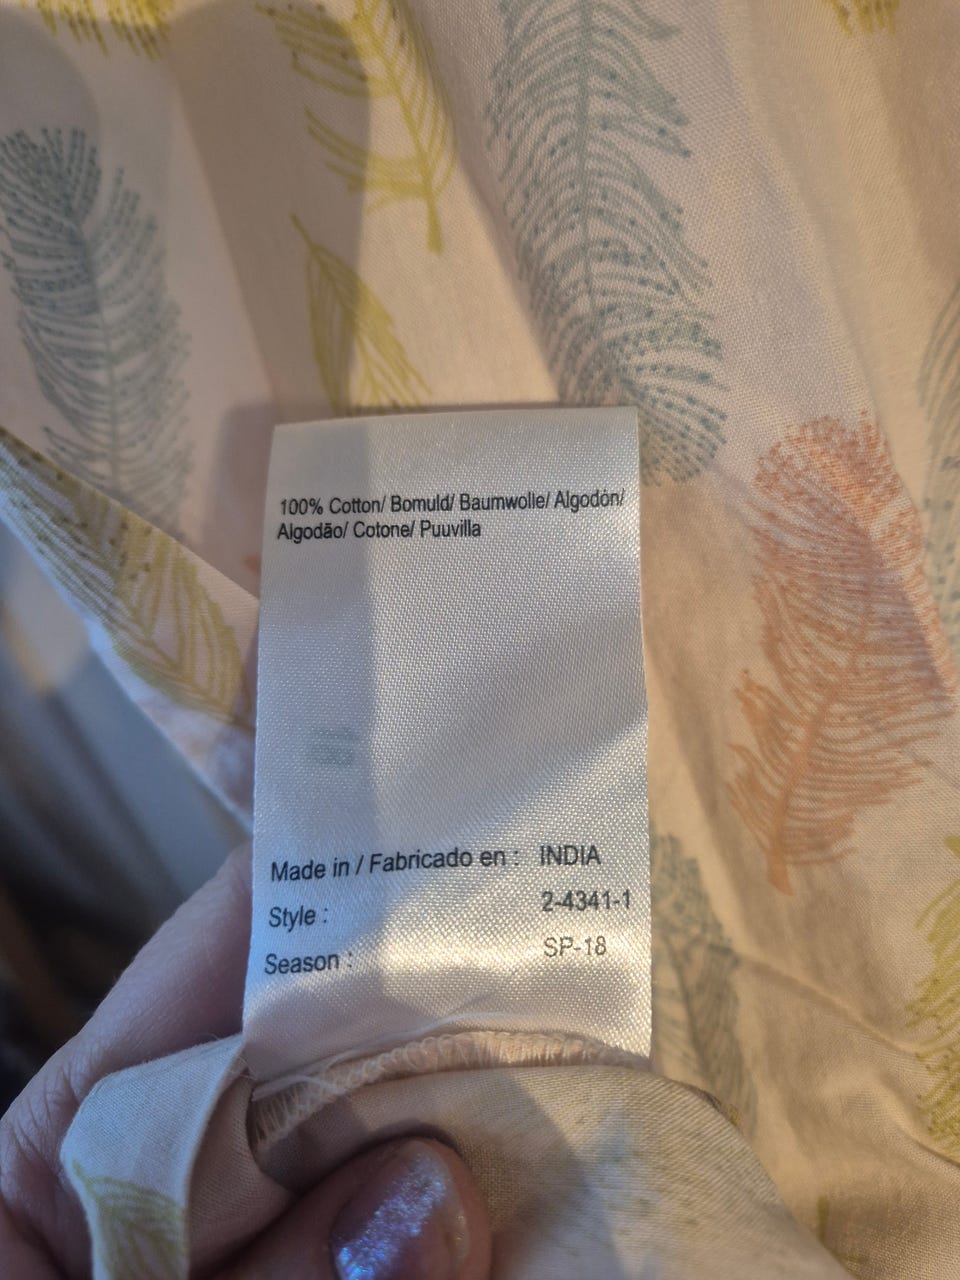 100% Cotton/ Bomuld/ Baumwolle/ Algodón/
Algodão/ Cotone/ Puuvilla
Made in / Fabricado en : INDIA
Style : 2-4341-1
Season : SP-18